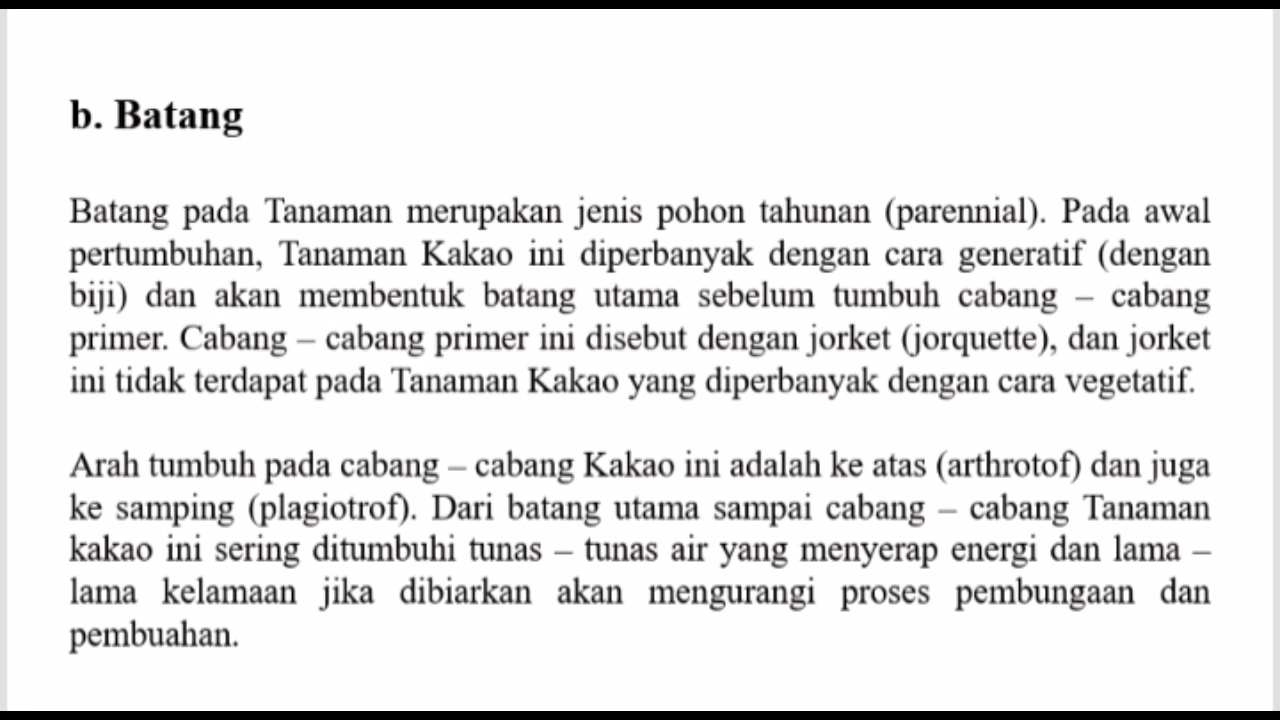 b. Batang
Batang pada Tanaman merupakan jenis pohon tahunan (parennial). Pada awal
pertumbuhan, Tanaman Kakao ini diperbanyak dengan cara generatif (dengan
biji) dan akan membentuk batang utama sebelum tumbuh cabang – cabang
primer. Cabang – cabang primer ini disebut dengan jorket (jorquette), dan jorket
ini tidak terdapat pada Tanaman Kakao yang diperbanyak dengan cara vegetatif.
Arah tumbuh pada cabang – cabang Kakao ini adalah ke atas (arthrotof) dan juga
ke samping (plagiotrof). Dari batang utama sampai cabang – cabang Tanaman
kakao ini sering ditumbuhi tunas – tunas air yang menyerap energi dan lama –
lama kelamaan jika dibiarkan akan mengurangi proses pembungaan dan
pembuahan.